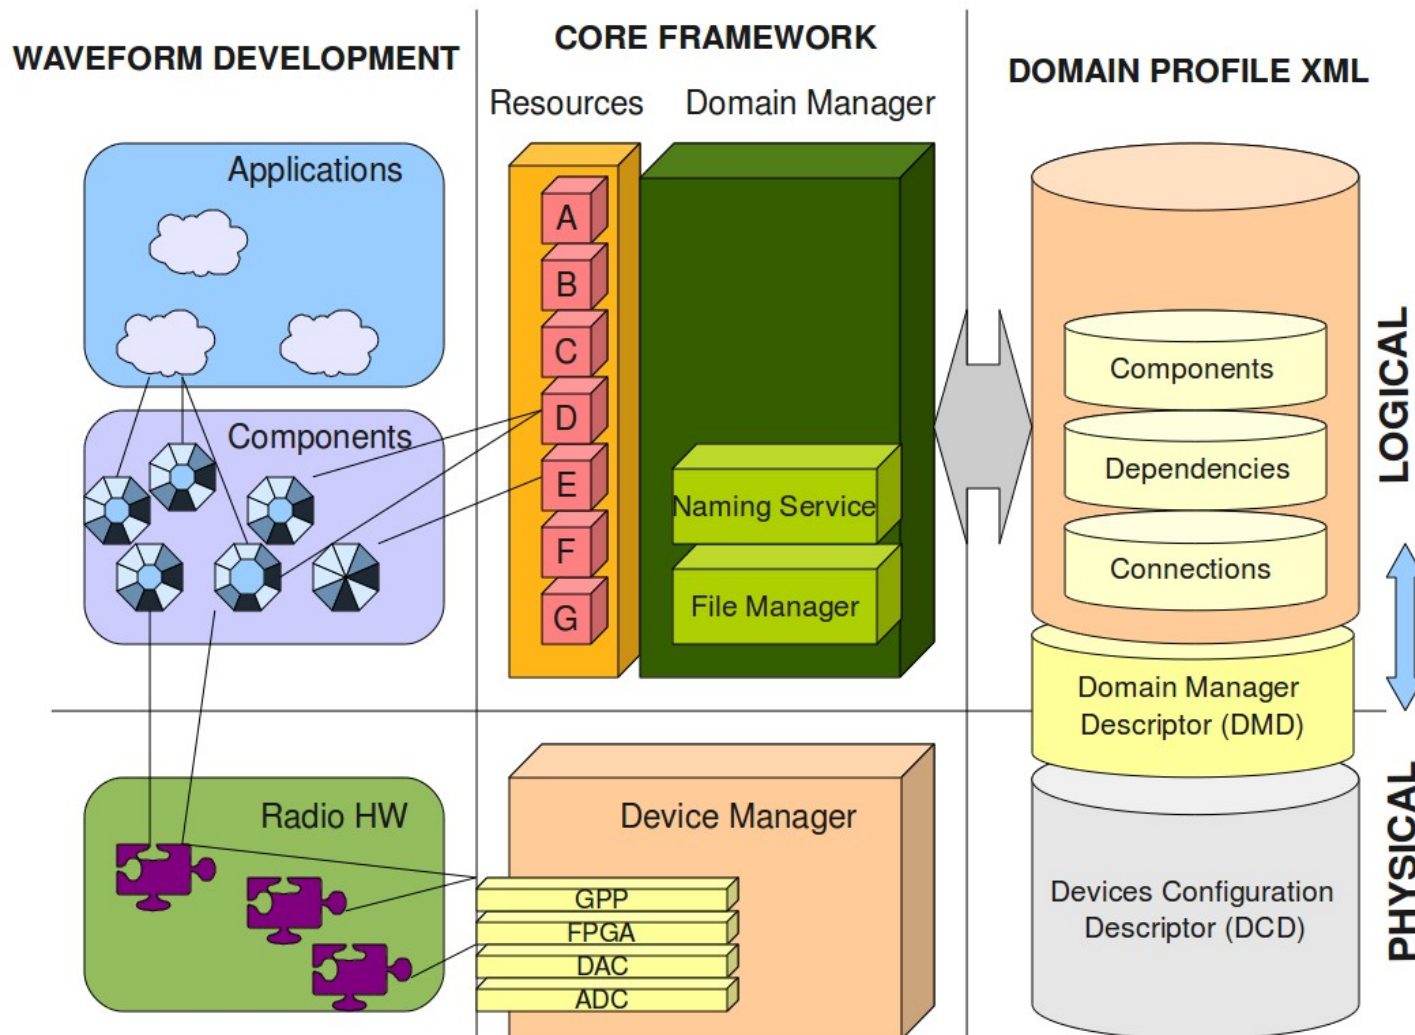 WAVEFORM DEVELOPMENT
Applications
Components
Radio HW
CORE FRAMEWORK
Resources
Domain Manager
A
B
C
D
E
F
G
Naming Service
File Manager
Device Manager
GPP
FPGA
DAC
ADC
DOMAIN PROFILE XML
Components
Dependencies
Connections
Domain Manager
Descriptor (DMD)
Devices Configuration
Descriptor (DCD)
LOGICAL
PHYSICAL